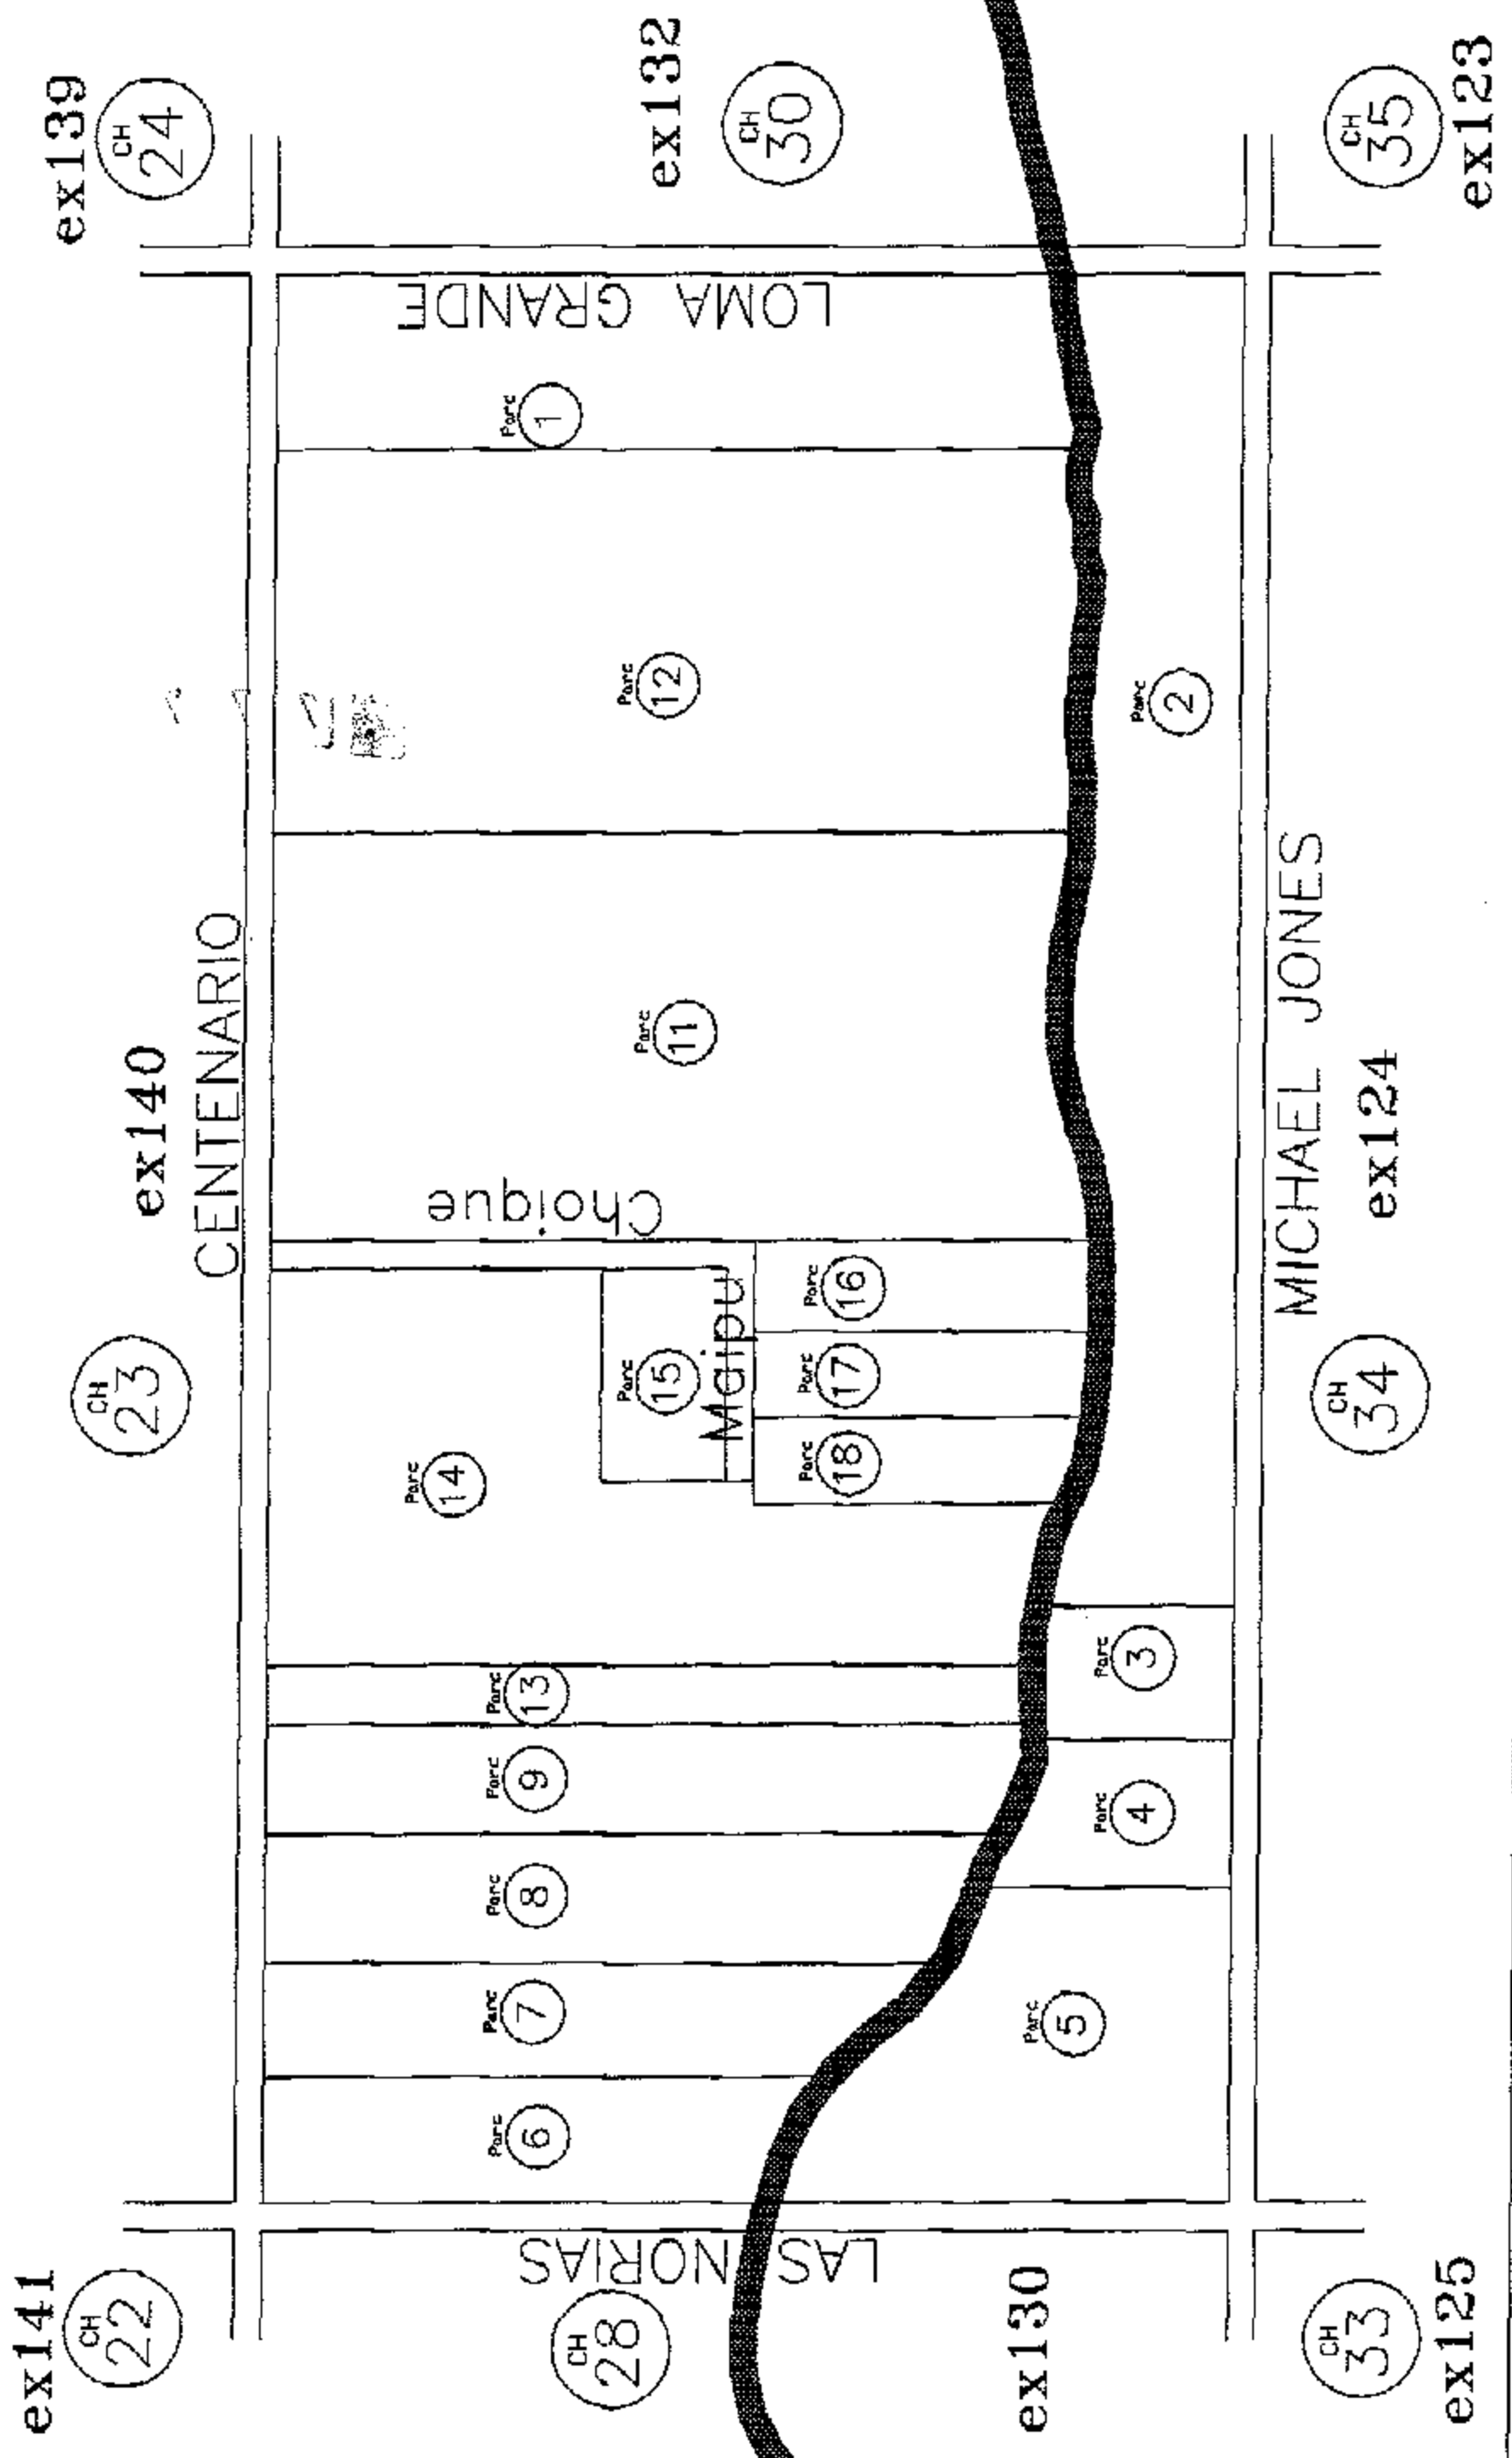 ex141
CH
22
CH
23
ex140
CENTENARIO
ex139
CH
24
Parc
6
Parc
7
Parc
8
Parc
9
Parc
13
Parc
14
Choique
Parc
15
Maipu
Parc
16
Parc
17
Parc
18
Parc
11
Parc
12
Parc
1
LOMA GRANDE
ex132
CH
30
LAS NORIAS
CH
28
ex130
Parc
5
Parc
4
Parc
3
Parc
2
MICHAEL JONES
CH
33
ex125
CH
34
ex124
CH
35
ex123